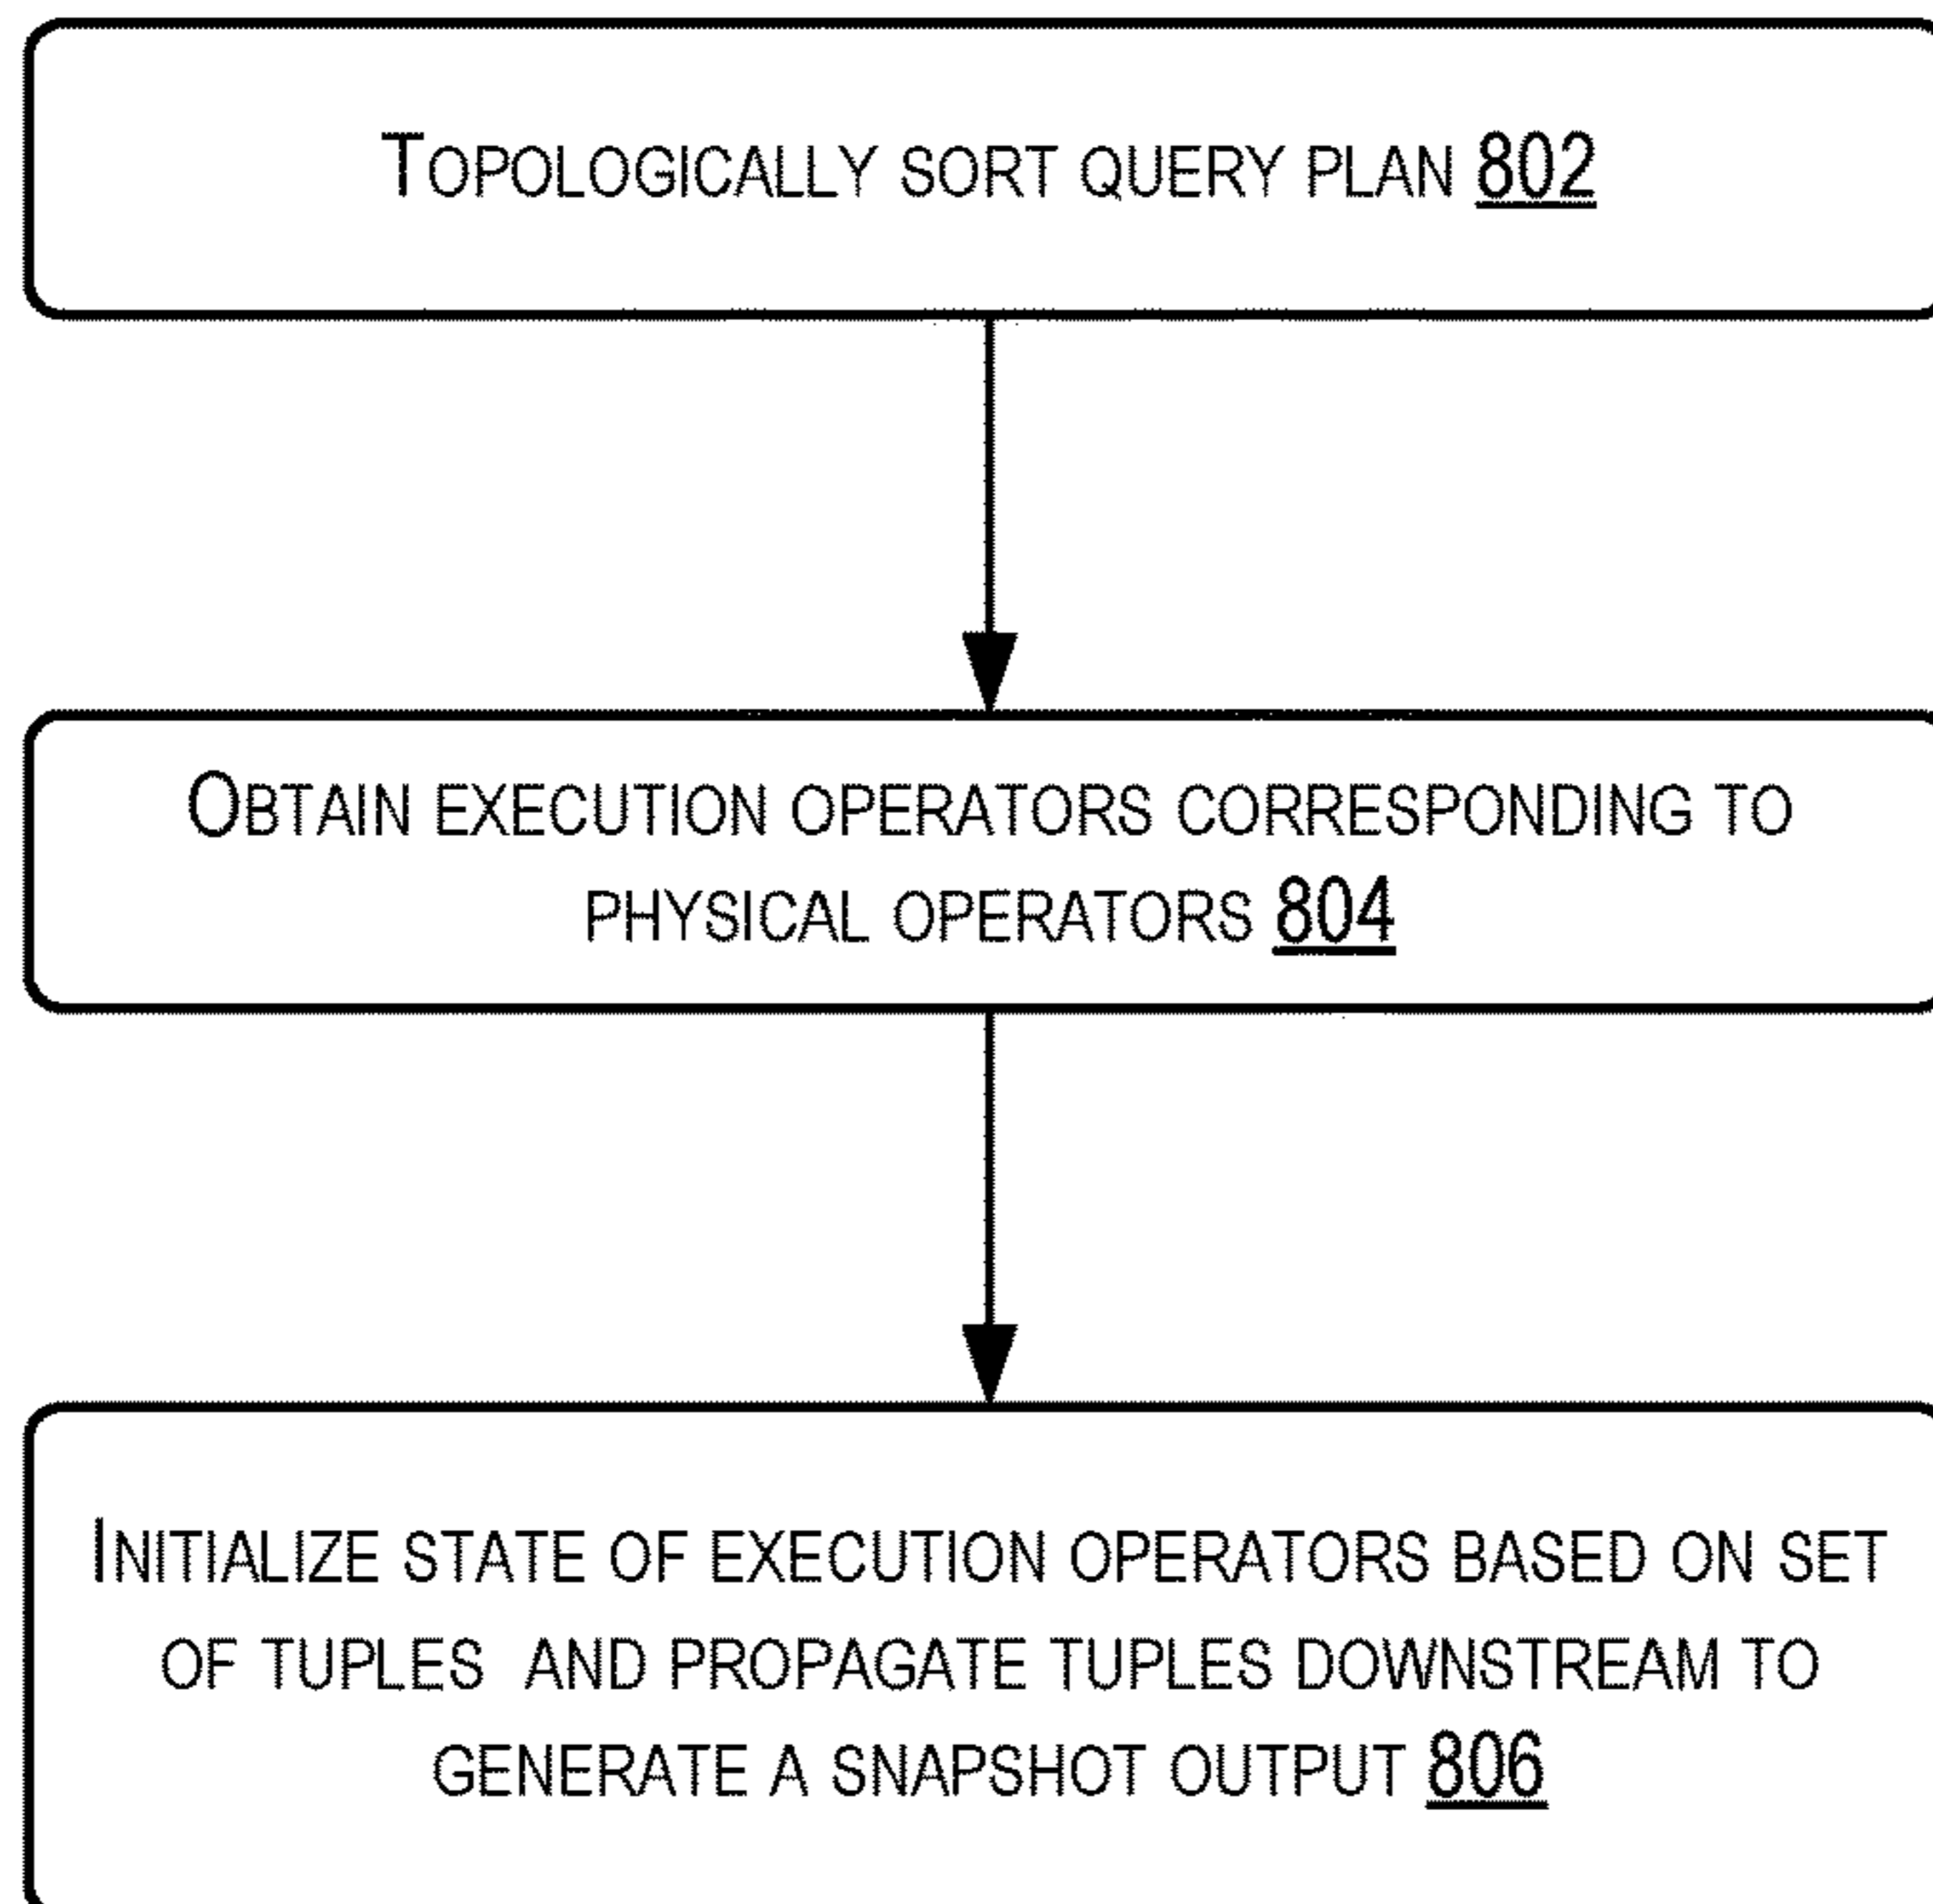 TOPOLOGICALLY SORT QUERY PLAN 802
OBTAIN EXECUTION OPERATORS CORRESPONDING TO
PHYSICAL OPERATORS 804
INITIALIZE STATE OF EXECUTION OPERATORS BASED ON SET
OF TUPLES AND PROPAGATE TUPLES DOWNSTREAM TO
GENERATE A SNAPSHOT OUTPUT 806